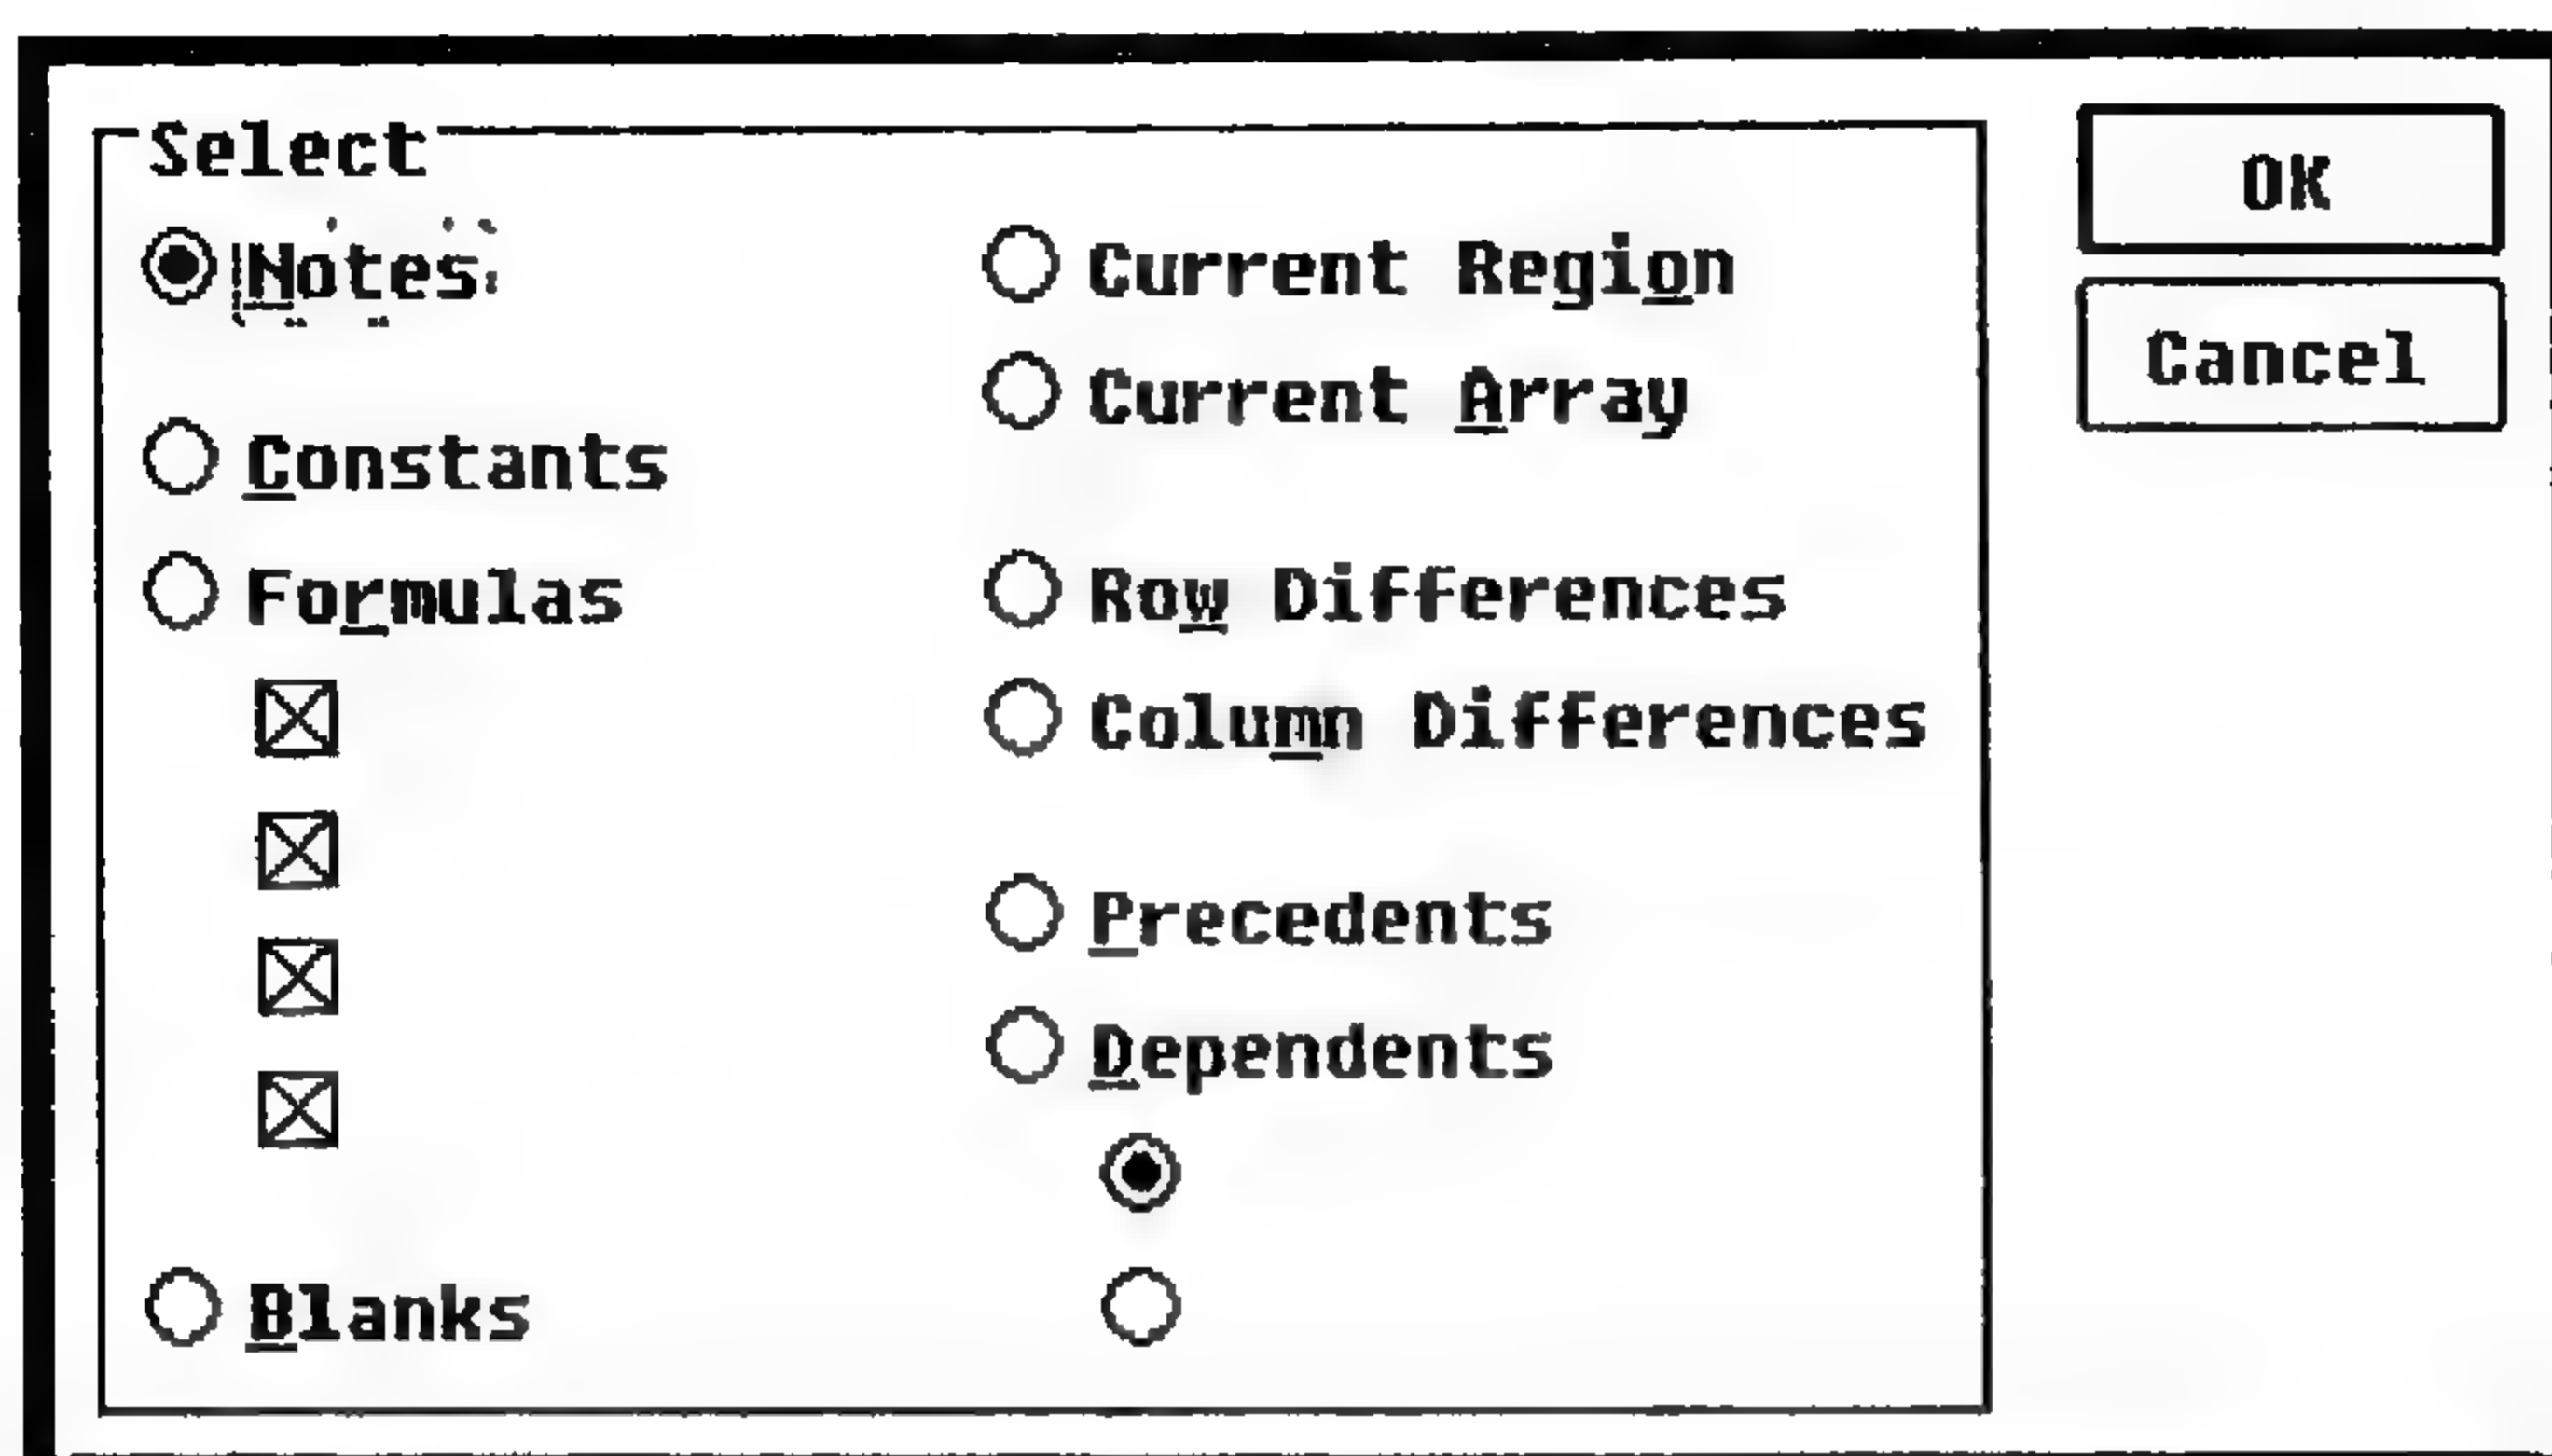 Select
Notes
Constants
Formulas
Blanks
Current Region
Current Array
Row Differences
Column Differences
Precedents
Dependents
OK
Cancel